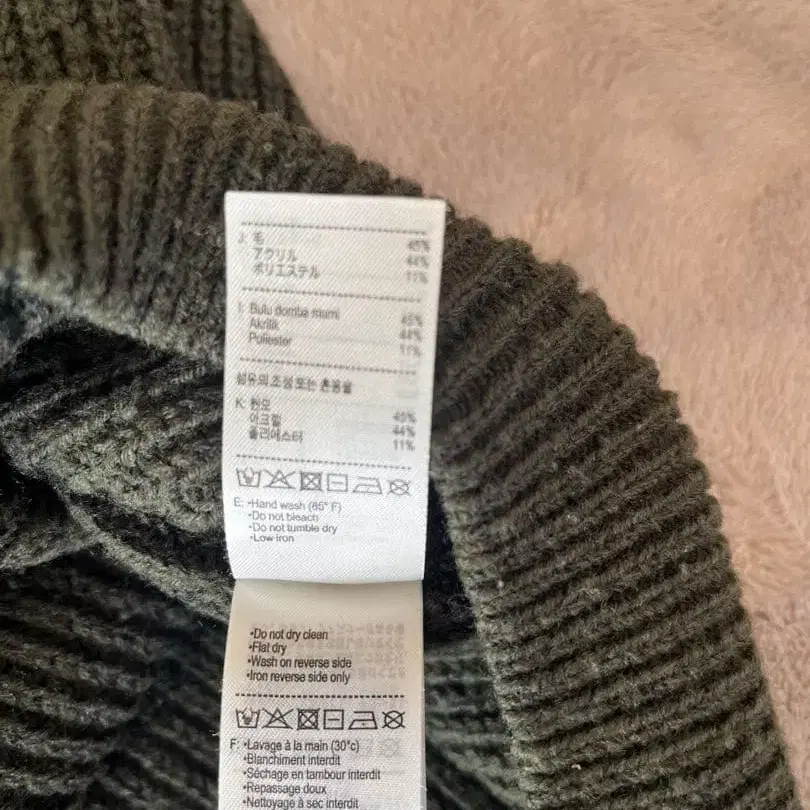 J: 毛 45%
アクリル 44%
ポリエステル 11%
I: Bulu domba murni 45%
Akrilik 44%
Poliester 11%
섬유의 조성 또는 혼용율
K: 원모 45%
아크릴 44%
폴리에스터 11%
E: •Hand wash (85° F)
•Do not bleach
•Do not tumble dry
•Low iron
•Do not dry clean
•Flat dry
•Wash on reverse side
•Iron reverse side only
F: •Lavage à la main (30°c)
•Blanchiment interdit
•Séchage en tambour interdit
•Repassage doux
•Nettoyage à sec interdit